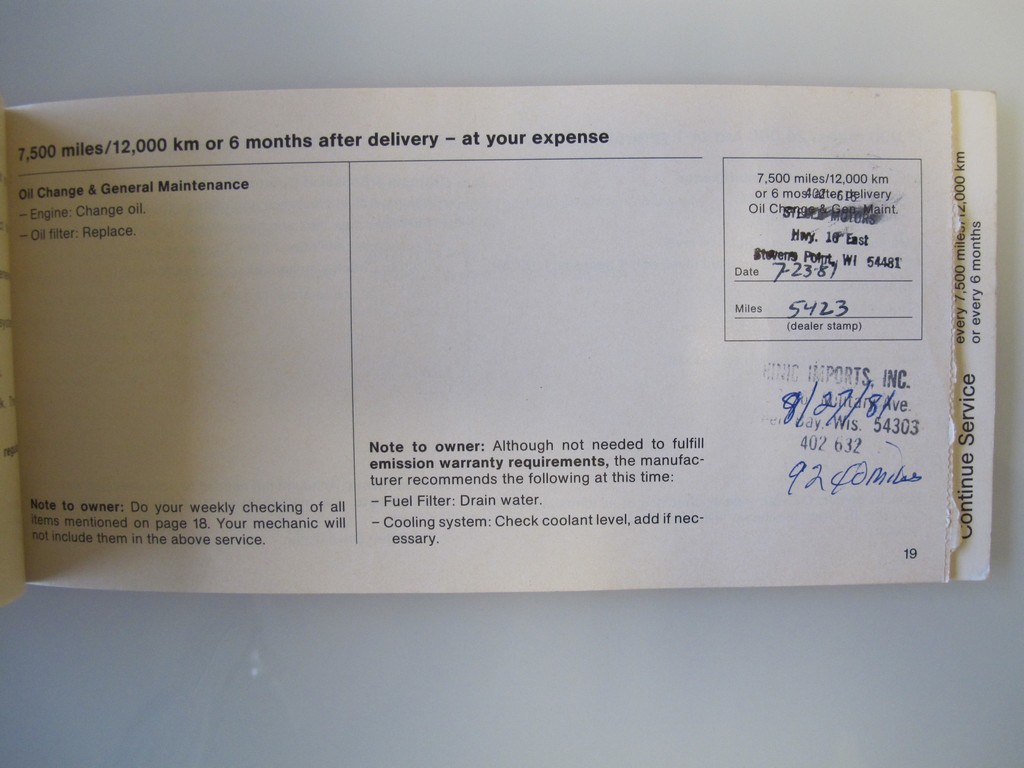 7,500 miles/12,000 km or 6 months after delivery – at your expense
Oil Change & General Maintenance
– Engine: Change oil.
– Oil filter: Replace.
Note to owner: Do your weekly checking of all
items mentioned on page 18. Your mechanic will
not include them in the above service.
Note to owner: Although not needed to fulfill
emission warranty requirements, the manufac-
turer recommends the following at this time:
– Fuel Filter: Drain water.
– Cooling system: Check coolant level, add if nec-
essary.
7,500 miles/12,000 km
or 6 mos. after delivery
402 618
Oil Change & Gen. Maint.
MOTORS
Hwy. 10 East
Stevens Point, WI 54481
Date 7-23-81
Miles 5423
(dealer stamp)
IMPORTS, INC.
8/27/81
Military Ave.
Bay, Wis. 54303
402 632
9240 miles
19
Continue Service
every 7,500 miles/12,000 km
or every 6 months